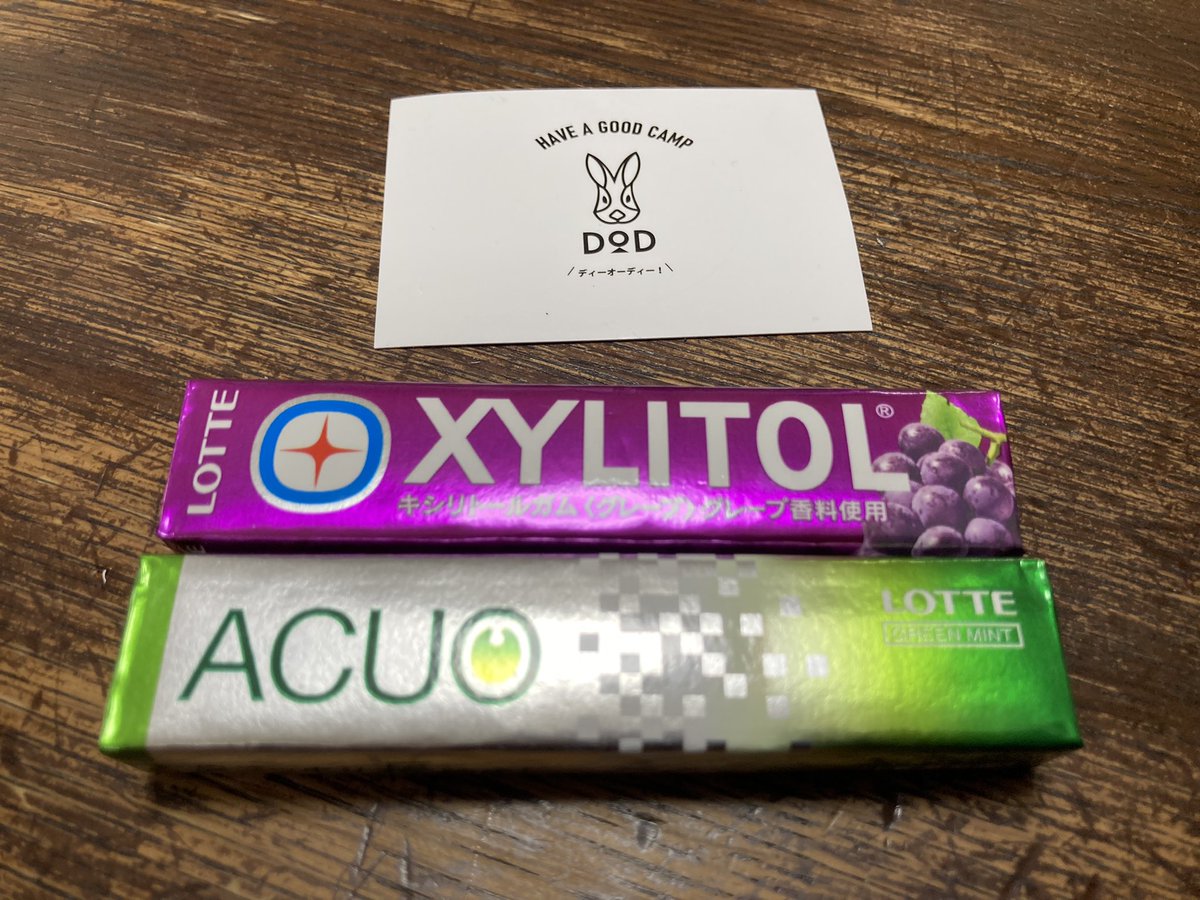 HAVE A GOOD CAMP
DOD
\ ディーオーディー! /
LOTTE
XYLITOL®
キシリトールガム〈グレープ〉グレープ香料使用
ACUO
LOTTE
GREEN MINT